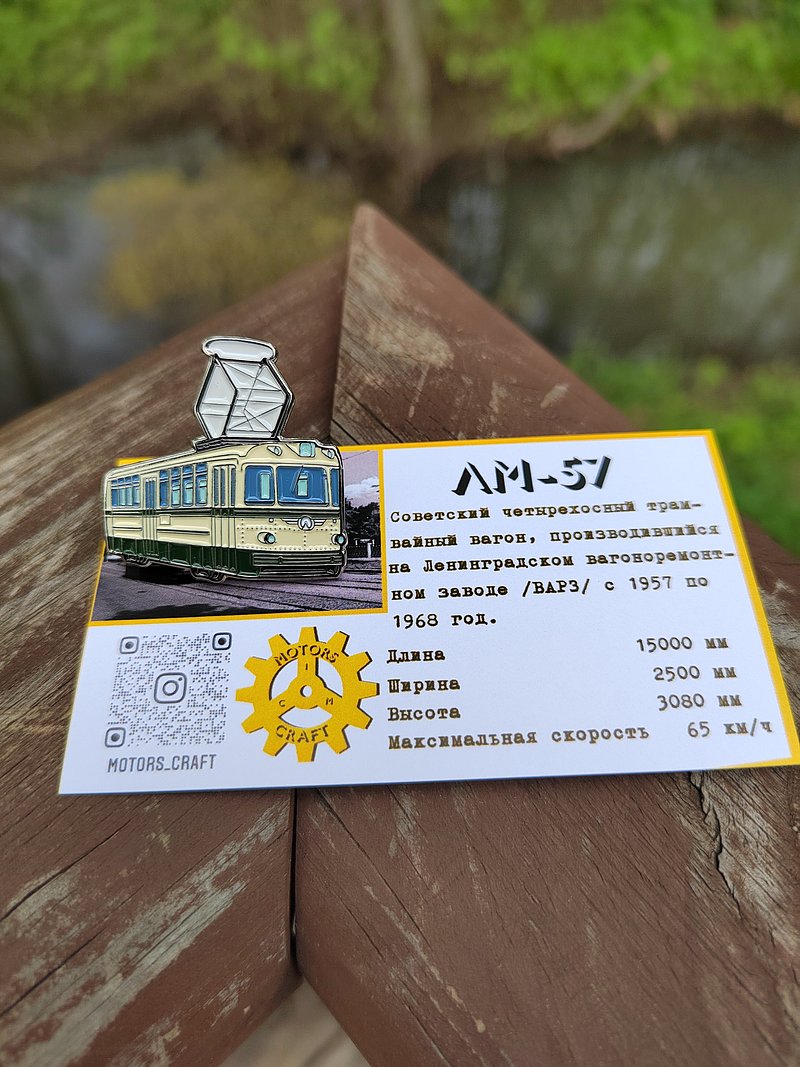 ЛМ-57
Советский четырехосный трам-
вайный вагон, производившийся
на Ленинградском вагоноремонт-
ном заводе /ВАРЗ/ с 1957 по
1968 год.
Длина 15000 мм
Ширина 2500 мм
Высота 3080 мм
Максимальная скорость 65 км/ч
MOTORS
C M
CRAFT
MOTORS_CRAFT